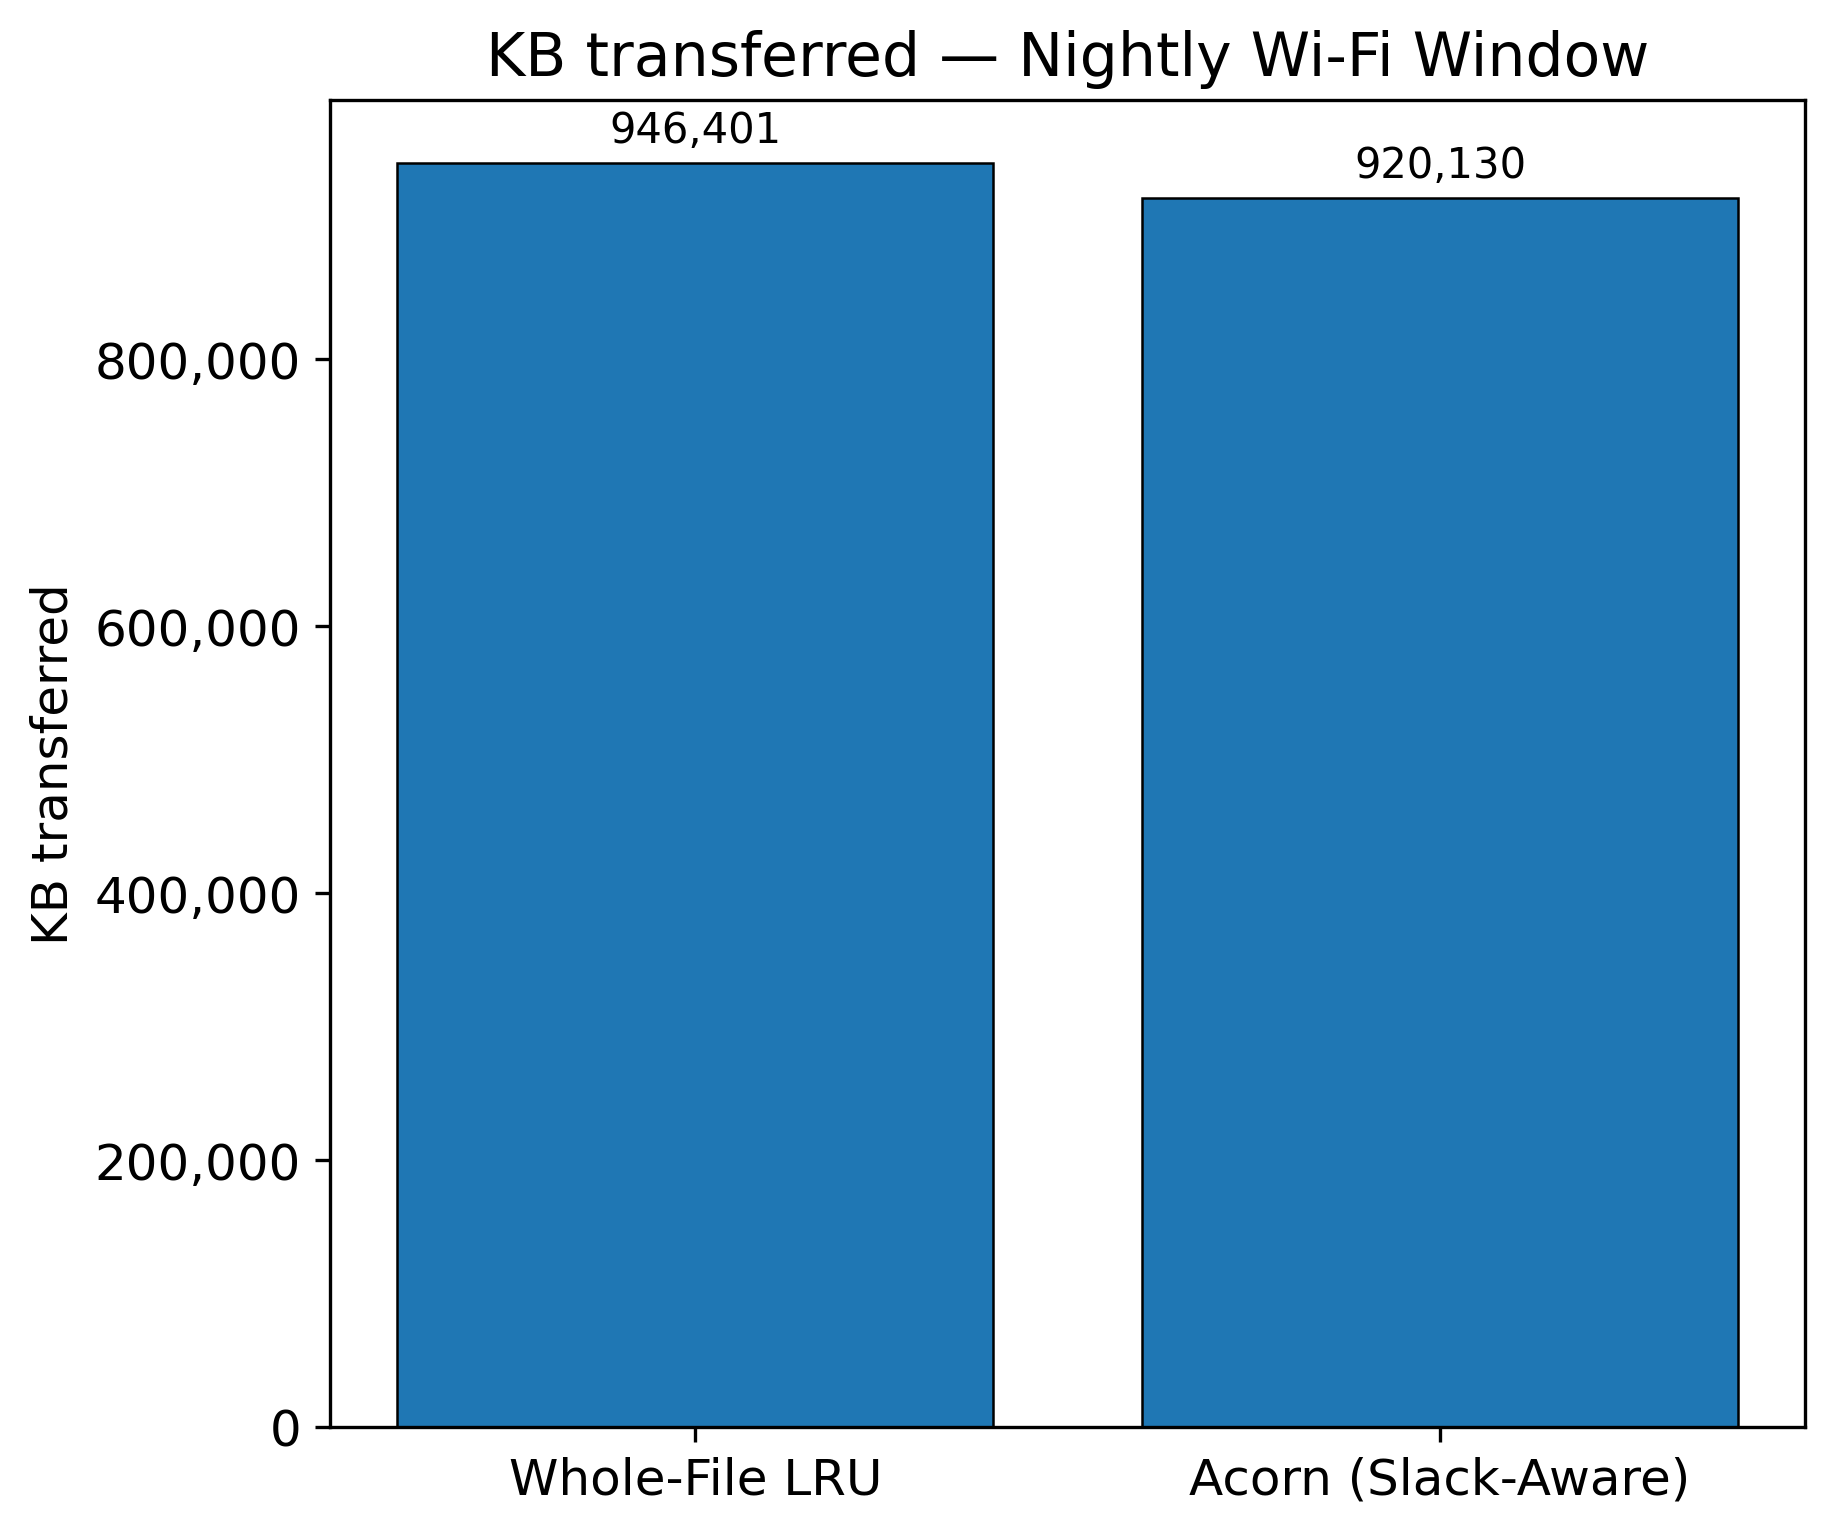 KB transferred — Nightly Wi-Fi Window
946,401
920,130
KB transferred
800,000
600,000
400,000
200,000
0
Whole-File LRU
Acorn (Slack-Aware)